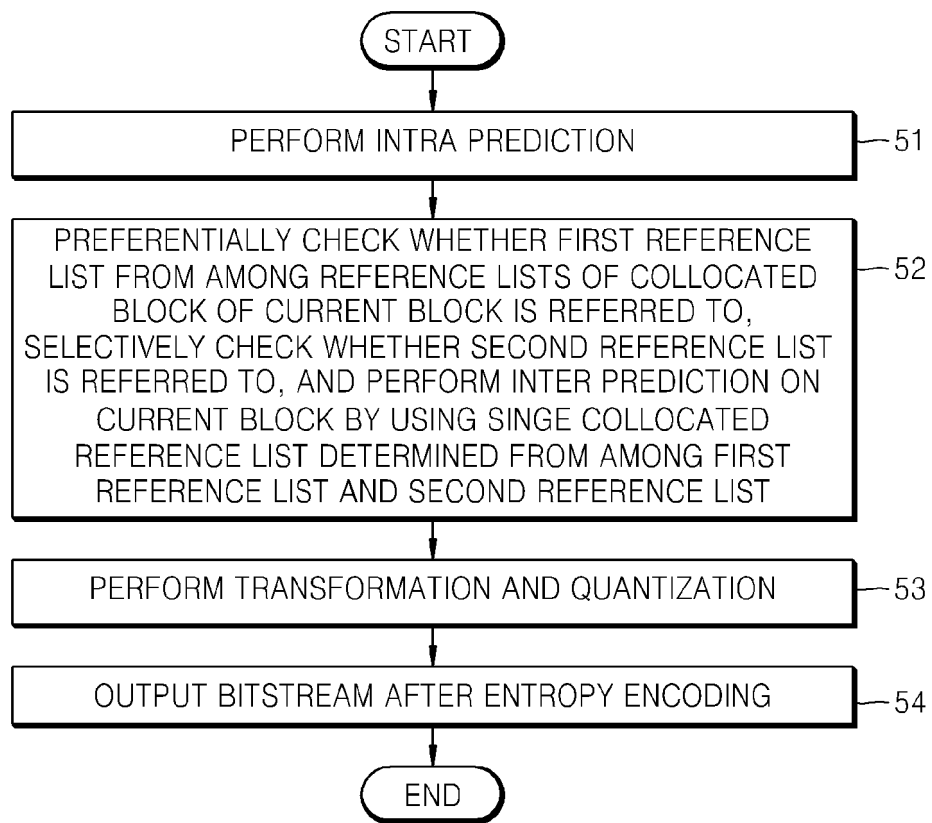 START
PERFORM INTRA PREDICTION
51
PREFERENTIALLY CHECK WHETHER FIRST REFERENCE
LIST FROM AMONG REFERENCE LISTS OF COLLOCATED
BLOCK OF CURRENT BLOCK IS REFERRED TO,
SELECTIVELY CHECK WHETHER SECOND REFERENCE LIST
IS REFERRED TO, AND PERFORM INTER PREDICTION ON
CURRENT BLOCK BY USING SINGE COLLOCATED
REFERENCE LIST DETERMINED FROM AMONG FIRST
REFERENCE LIST AND SECOND REFERENCE LIST
52
PERFORM TRANSFORMATION AND QUANTIZATION
53
OUTPUT BITSTREAM AFTER ENTROPY ENCODING
54
END